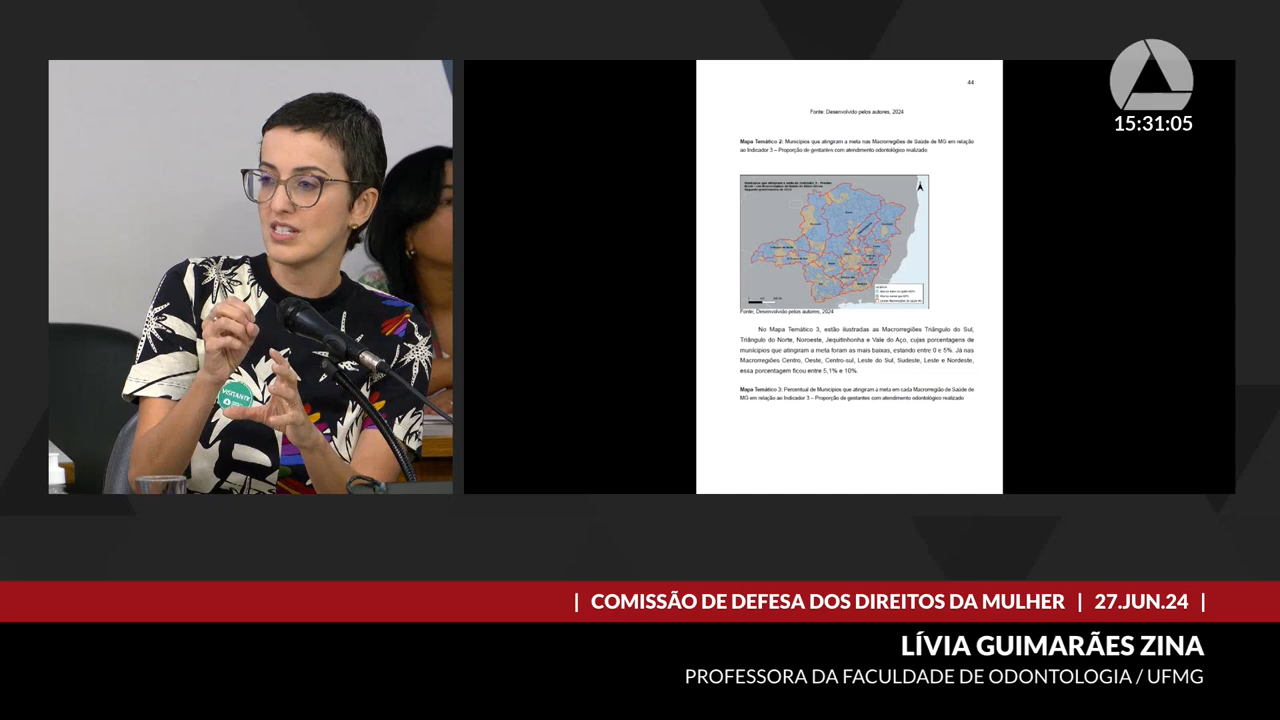 15:31:05
44
Fonte: Desenvolvido pelos autores, 2024
Mapa Temático 2: Municípios que atingiram a meta nas Macrorregiões de Saúde de MG em relação
ao Indicador 3 – Proporção de gestantes com atendimento odontológico realizado
Fonte, Desenvolvido pelos autores, 2024
No Mapa Temático 3, estão ilustradas as Macrorregiões Triângulo do Sul,
Triângulo do Norte, Noroeste, Jequitinhonha e Vale do Aço, cujas porcentagens de
municípios que atingiram a meta foram as mais baixas, estando entre 0 e 5%. Já nas
Macrorregiões Centro, Oeste, Centro-sul, Leste do Sul, Sudeste, Leste e Nordeste,
essa porcentagem ficou entre 5,1% e 10%.
Mapa Temático 3: Percentual de Municípios que atingiram a meta em cada Macrorregião de Saúde de
MG em relação ao Indicador 3 – Proporção de gestantes com atendimento odontológico realizado
VISITANTE
| COMISSÃO DE DEFESA DOS DIREITOS DA MULHER | 27.JUN.24 |
LÍVIA GUIMARÃES ZINA
PROFESSORA DA FACULDADE DE ODONTOLOGIA / UFMG